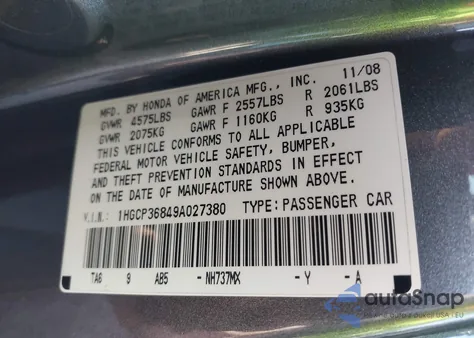 MFD. BY HONDA OF AMERICA MFG., INC. 11/08
GVWR 4575LBS GAWR F 2557LBS R 2061LBS
GVWR 2075KG GAWR F 1160KG R 935KG
THIS VEHICLE CONFORMS TO ALL APPLICABLE
FEDERAL MOTOR VEHICLE SAFETY, BUMPER,
AND THEFT PREVENTION STANDARDS IN EFFECT
ON THE DATE OF MANUFACTURE SHOWN ABOVE.
V.I.N.: 1HGCP36849A027380 TYPE: PASSENGER CAR
TA6 9 AB5 - NH737MX - Y - A
autoSnap